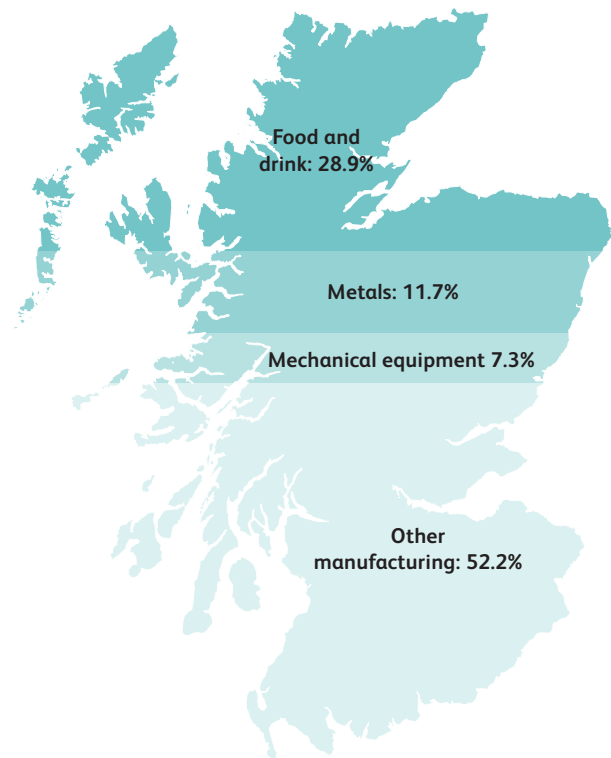 Food and
drink: 28.9%
Metals: 11.7%
Mechanical equipment 7.3%
Other
manufacturing: 52.2%